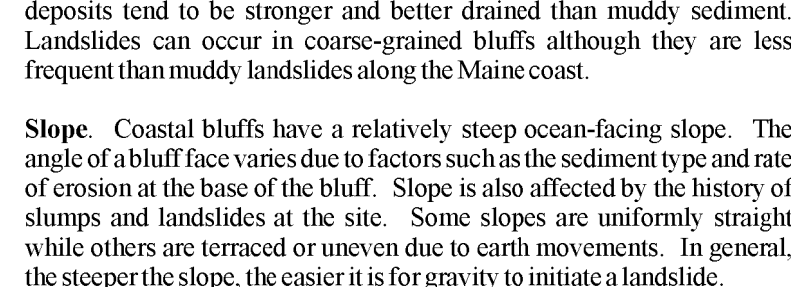 deposits tend to be stronger and better drained than muddy sediment.
Landslides can occur in coarse-grained bluffs although they are less
frequent than muddy landslides along the Maine coast.
Slope. Coastal bluffs have a relatively steep ocean-facing slope. The
angle of a bluff face varies due to factors such as the sediment type and rate
of erosion at the base of the bluff. Slope is also affected by the history of
slumps and landslides at the site. Some slopes are uniformly straight
while others are terraced or uneven due to earth movements. In general,
the steeper the slope, the easier it is for gravity to initiate a landslide.